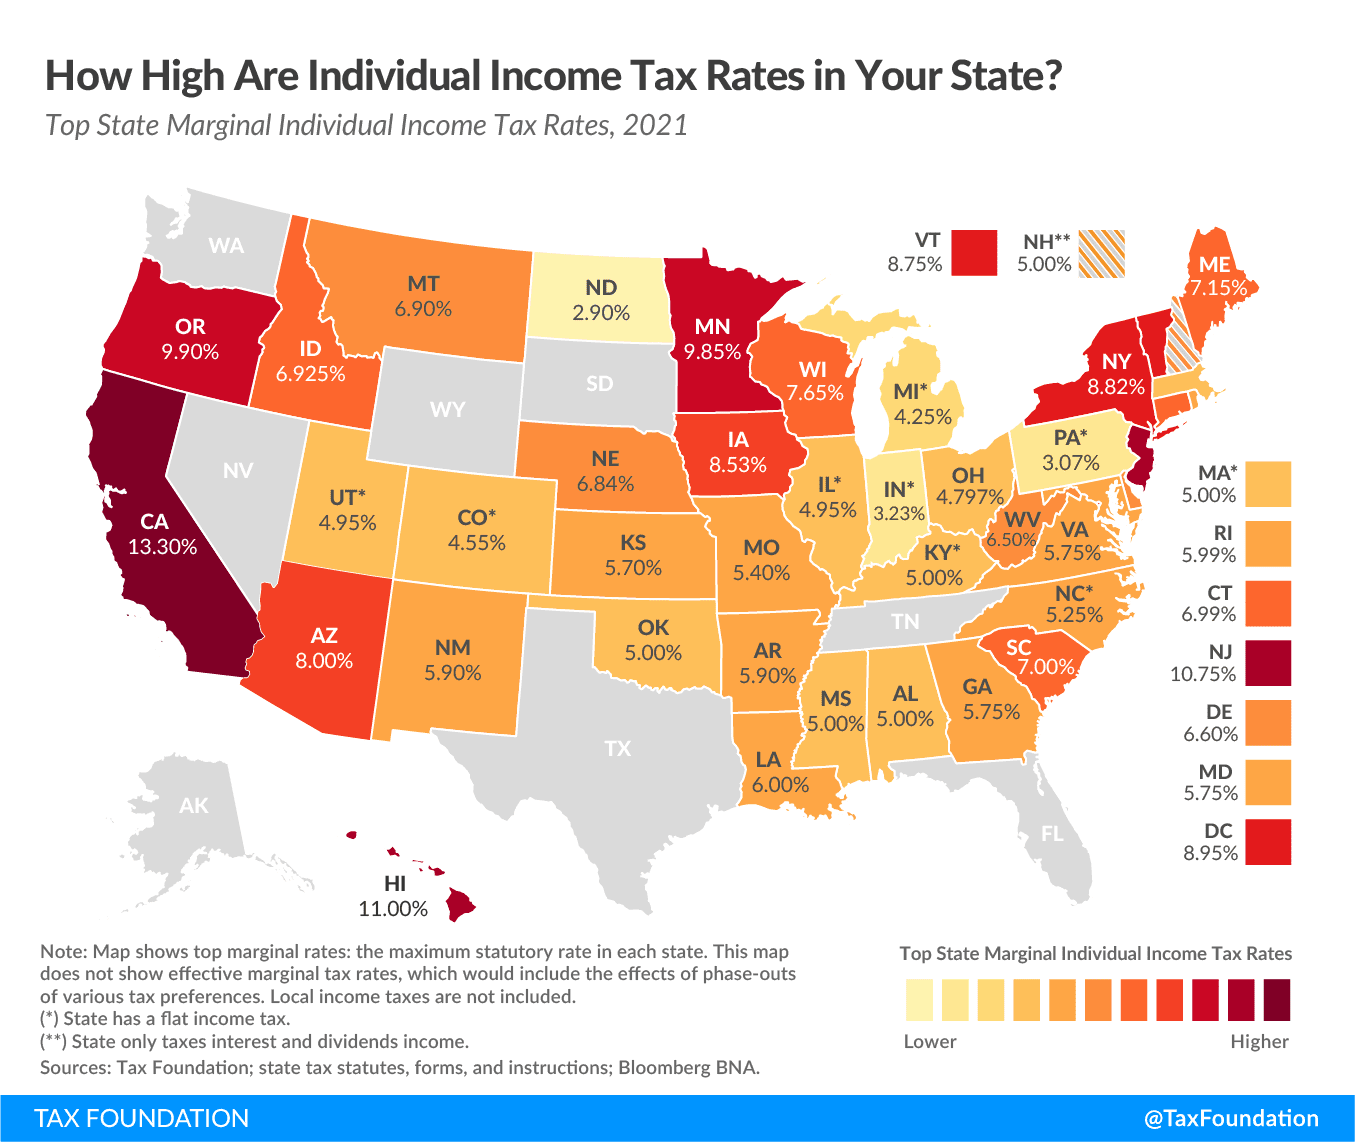 How High Are Individual Income Tax Rates in Your State?
Top State Marginal Individual Income Tax Rates, 2021
WA
OR
9.90%
CA
13.30%
NV
ID
6.925%
MT
6.90%
WY
UT*
4.95%
CO*
4.55%
AZ
8.00%
NM
5.90%
ND
2.90%
SD
NE
6.84%
KS
5.70%
OK
5.00%
TX
MN
9.85%
IA
8.53%
MO
5.40%
AR
5.90%
LA
6.00%
WI
7.65%
IL*
4.95%
MI*
4.25%
IN*
3.23%
OH
4.797%
KY*
5.00%
TN
MS
5.00%
AL
5.00%
GA
5.75%
FL
SC
7.00%
NC*
5.25%
VA
5.75%
WV
6.50%
PA*
3.07%
NY
8.82%
ME
7.15%
VT
8.75%
NH**
5.00%
MA*
5.00%
RI
5.99%
CT
6.99%
NJ
10.75%
DE
6.60%
MD
5.75%
DC
8.95%
AK
HI
11.00%
Note: Map shows top marginal rates: the maximum statutory rate in each state. This map
does not show effective marginal tax rates, which would include the effects of phase-outs
of various tax preferences. Local income taxes are not included.
(*) State has a flat income tax.
(**) State only taxes interest and dividends income.
Sources: Tax Foundation; state tax statutes, forms, and instructions; Bloomberg BNA.
Top State Marginal Individual Income Tax Rates
Lower
Higher
TAX FOUNDATION
@TaxFoundation